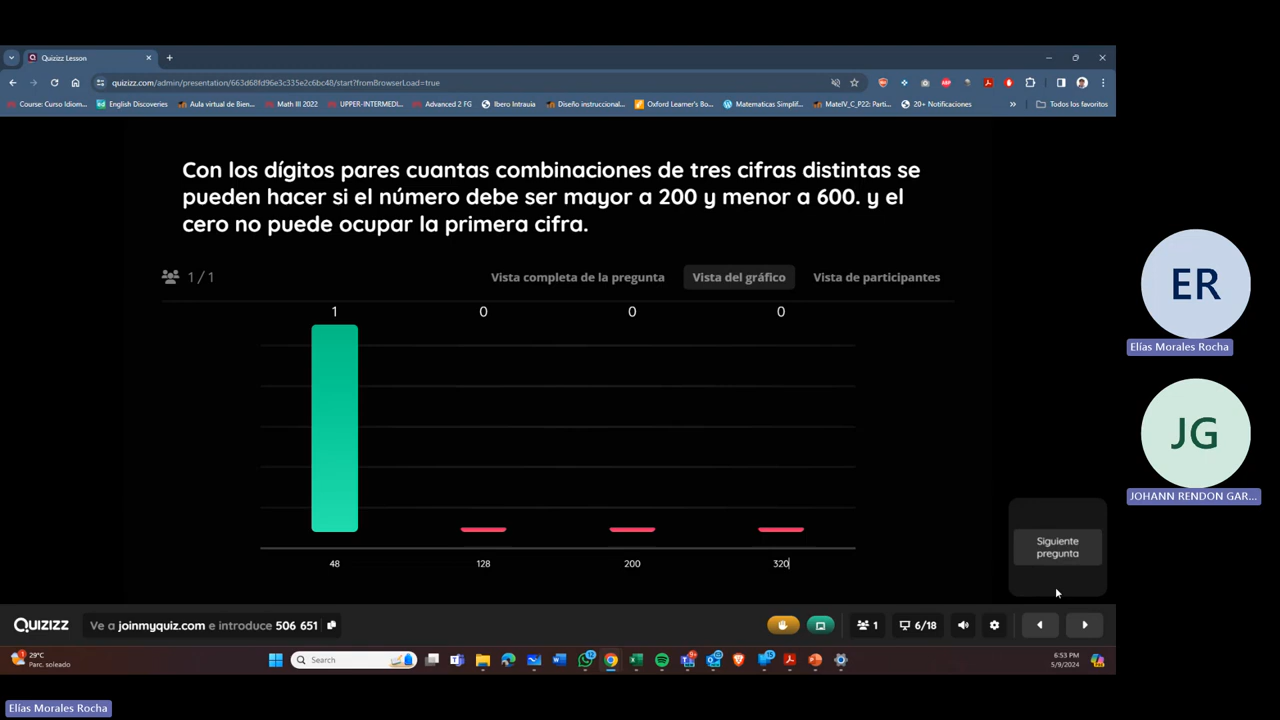 Quizizz Lesson
quizizz.com/admin/presentation/663d68fd96e3c335e2c6bc48/start?fromBrowserLoad=true
Course: Curso Idiom...
English Discoveries
Aula virtual de Bien...
Math III 2022
UPPER-INTERMEDI...
Advanced 2 FG
Ibero Intrauia
Diseño instruccional...
Oxford Learner's Bo...
Matematicas Simplif...
MateIV_C_P22: Parti...
20+ Notificaciones
»
Todos los favoritos
Con los dígitos pares cuantas combinaciones de tres cifras distintas se
pueden hacer si el número debe ser mayor a 200 y menor a 600. y el
cero no puede ocupar la primera cifra.
1 / 1
Vista completa de la pregunta
Vista del gráfico
Vista de participantes
1 0 0 0
48 128 200 320
Siguiente
pregunta
ER
Elías Morales Rocha
JG
JOHANN RENDON GAR...
QUIZIZZ
Ve a joinmyquiz.com e introduce 506 651
1
6/18
29°C
Parc. soleado
Search
6:53 PM
5/9/2024
Elías Morales Rocha